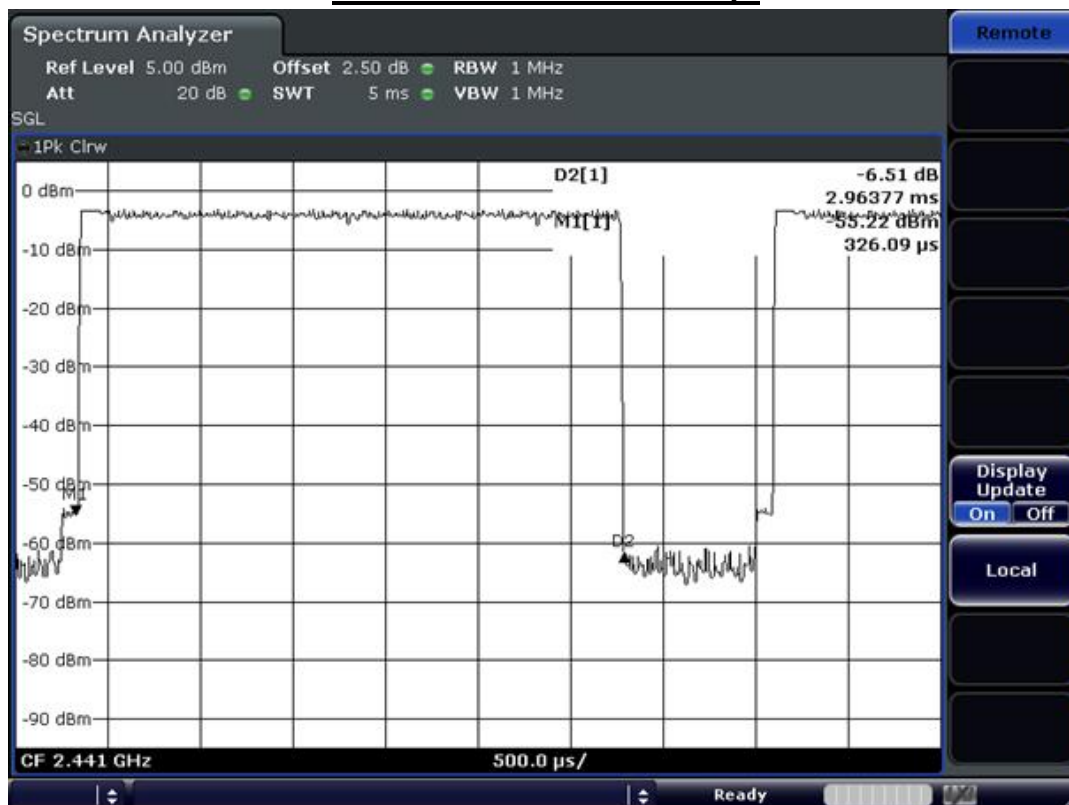 Spectrum Analyzer
Ref Level 5.00 dBm Offset 2.50 dB RBW 1 MHz
Att 20 dB SWT 5 ms VBW 1 MHz
SGL
1Pk Clrw
D2[1] -6.51 dB
2.96377 ms
M1[1] -55.22 dBm
326.09 µs
0 dBm
-10 dBm
-20 dBm
-30 dBm
-40 dBm
-50 dBm
M1
-60 dBm
D2
-70 dBm
-80 dBm
-90 dBm
CF 2.441 GHz 500.0 µs/
Remote
Display
Update
On Off
Local
Ready